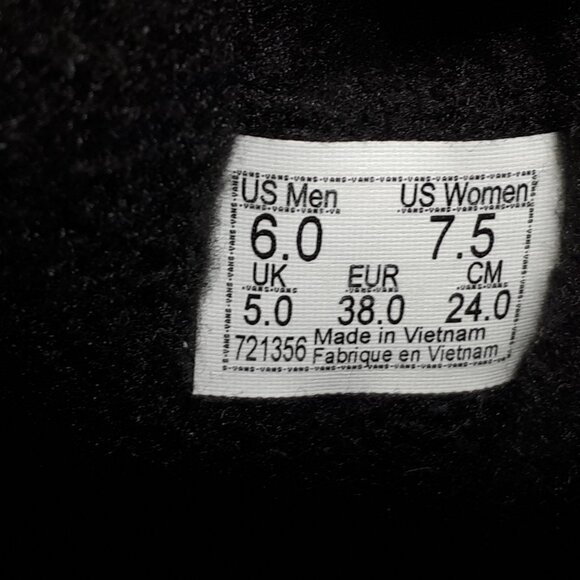 US Men US Women
6.0 7.5
UK EUR CM
5.0 38.0 24.0
721356 Made in Vietnam
Fabrique en Vietnam